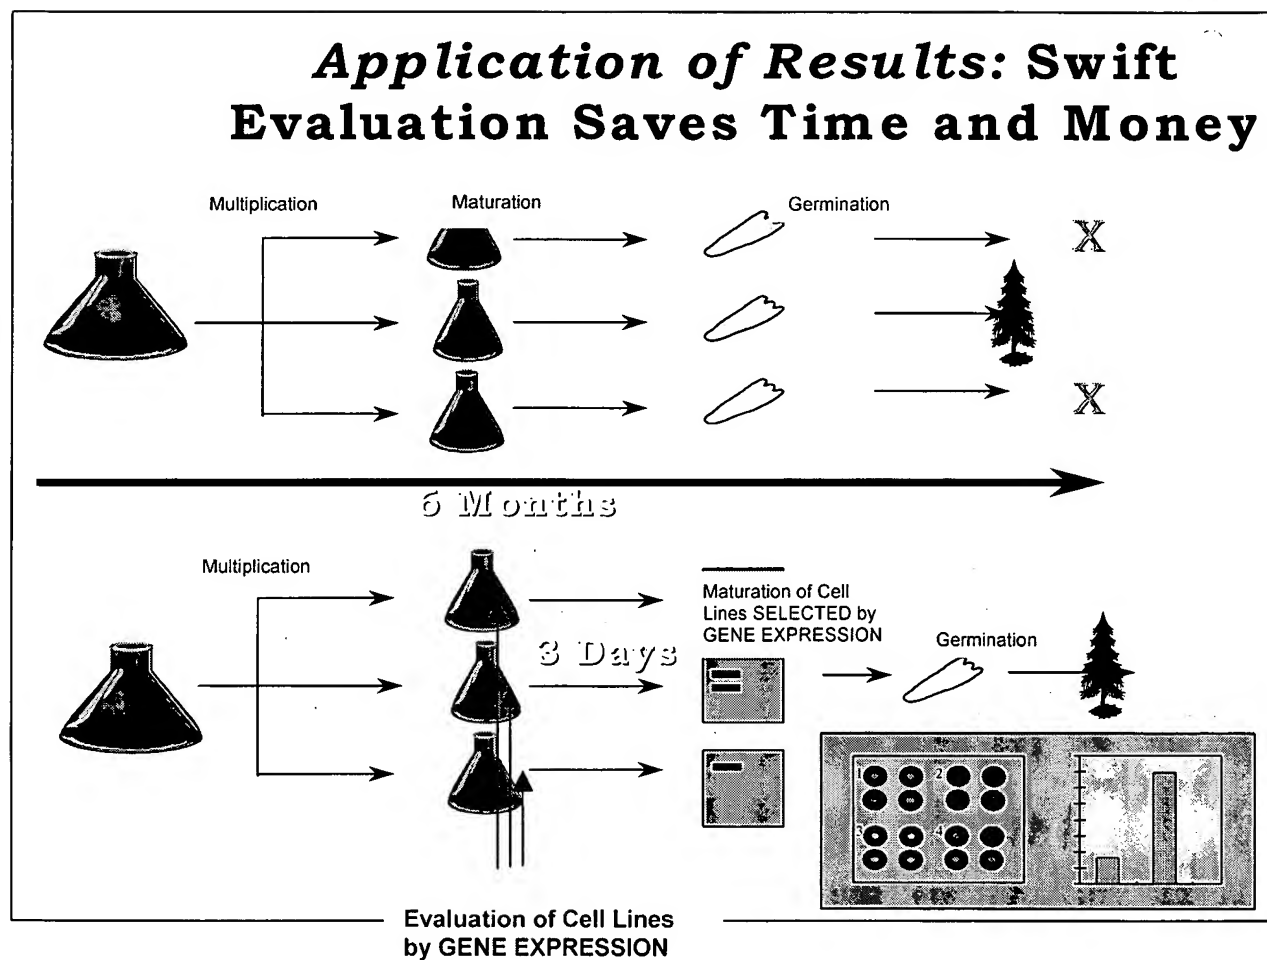 Application of Results: Swift
Evaluation Saves Time and Money
Multiplication
Maturation
Germination
X
X
6 Months
Multiplication
Maturation of Cell
Lines SELECTED by
GENE EXPRESSION
Germination
3 Days
1
2
3
4
Evaluation of Cell Lines
by GENE EXPRESSION